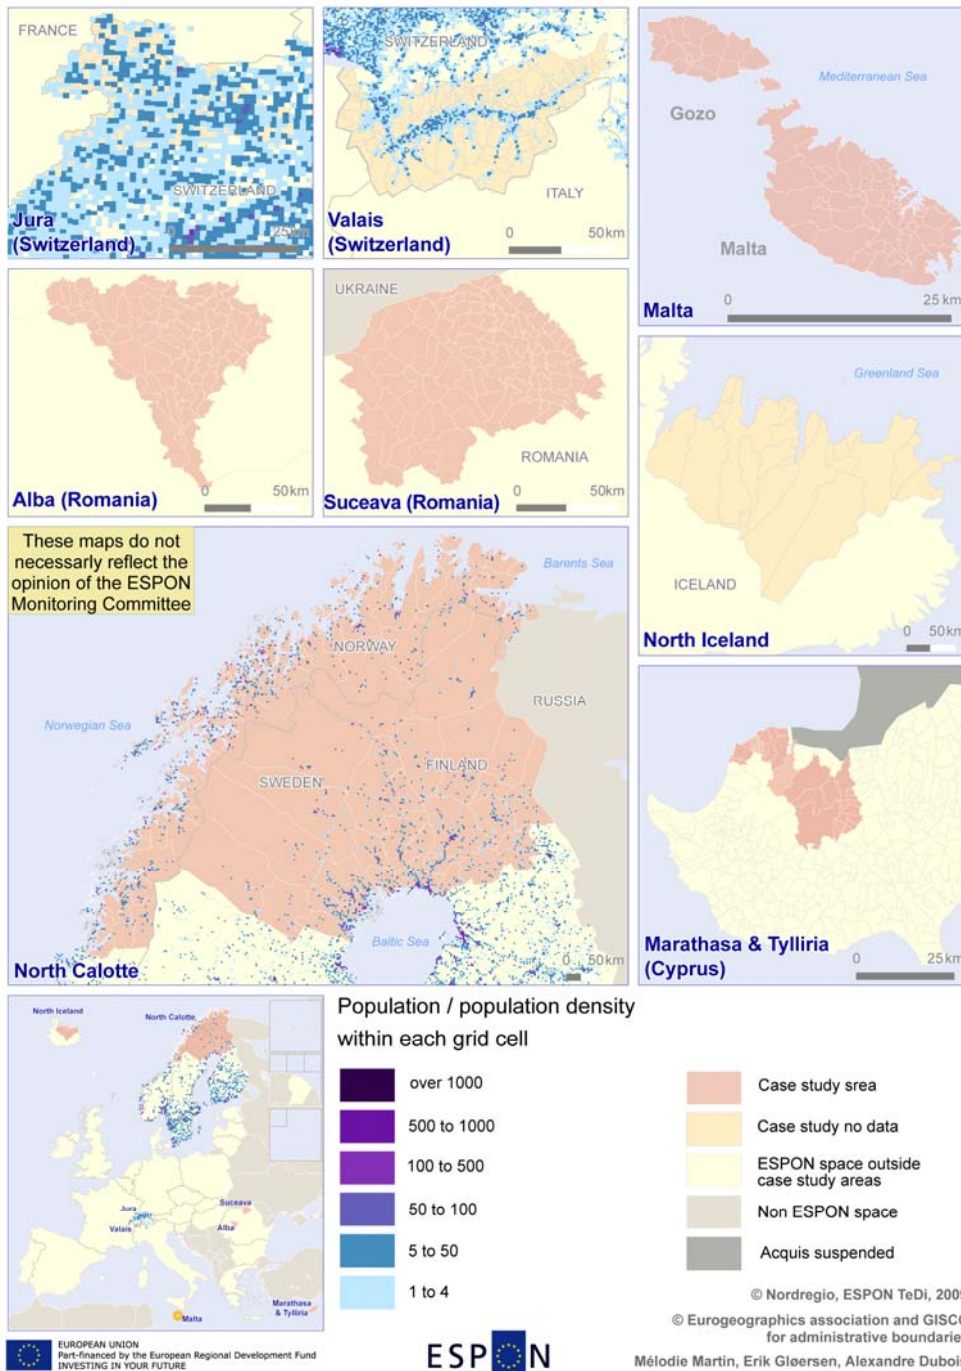 FRANCE
SWITZERLAND
Jura
(Switzerland)
25km
SWITZERLAND
ITALY
Valais
(Switzerland)
0 50km
Mediterranean Sea
Gozo
Malta
0 25 km
Malta
Alba (Romania)
0 50km
UKRAINE
ROMANIA
Suceava (Romania)
0 50km
Greenland Sea
ICELAND
North Iceland
0 50km
These maps do not
necessarly reflect the
opinion of the ESPON
Monitoring Committee
Barents Sea
NORWAY
RUSSIA
Norwegian Sea
SWEDEN
FINLAND
Baltic Sea
North Calotte
0 50km
Marathasa & Tylliria
(Cyprus)
0 25km
North Iceland
North Calotte
Jura
Valais
Suceava
Alba
Marathasa
& Tylliria
Malta
Population / population density
within each grid cell
over 1000
500 to 1000
100 to 500
50 to 100
5 to 50
1 to 4
Case study srea
Case study no data
ESPON space outside
case study areas
Non ESPON space
Acquis suspended
© Nordregio, ESPON TeDi, 2009
© Eurogeographics association and GISCO
for administrative boundarie
Mélodie Martin, Erik Gløersen, Alexandre Dubois
EUROPEAN UNION
Part-financed by the European Regional Development Fund
INVESTING IN YOUR FUTURE
ESPON